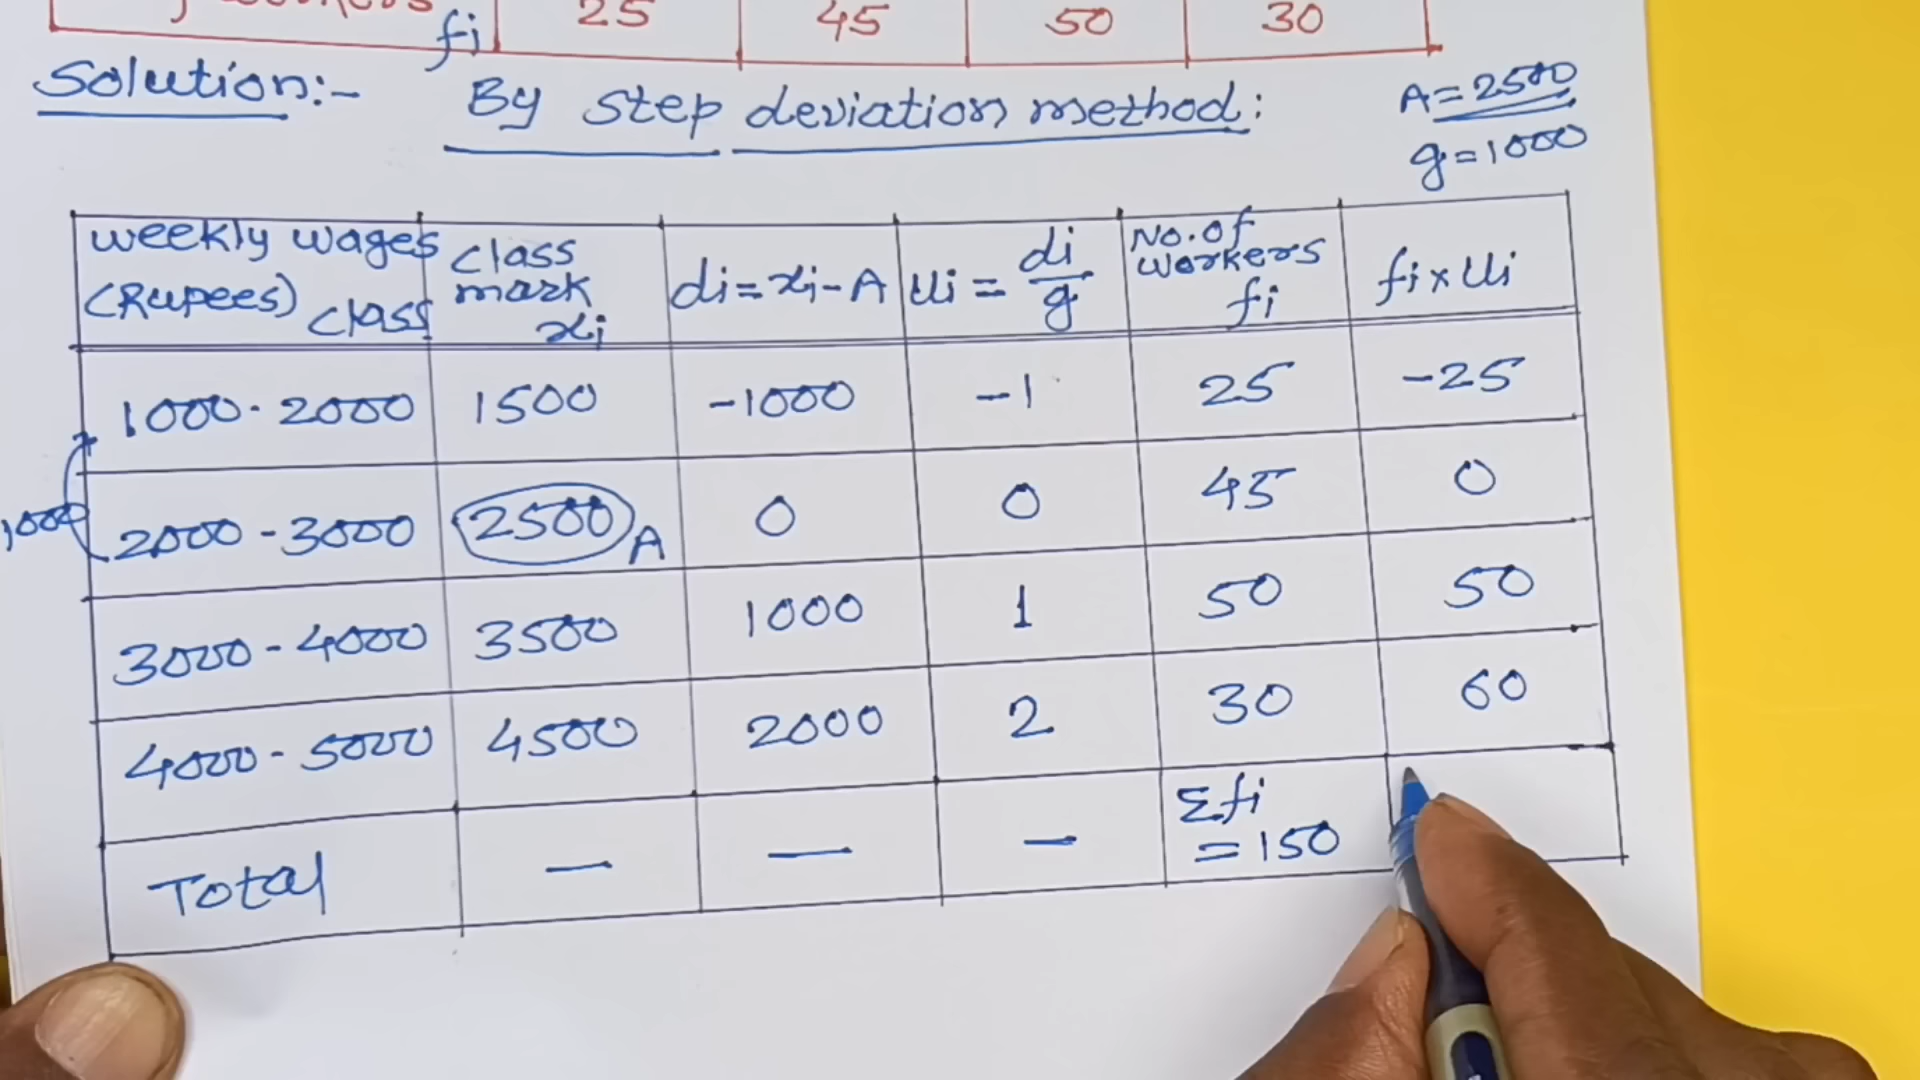 fi 25 45 50 30
Solution:- By step deviation method: A=2500
g=1000
weekly wages (Rupees) class | class mark xi | di=xi-A | ui = di/g | No.of workers fi | fi×ui
1000-2000 1500 -1000 -1 25 -25
2000-3000 2500 A 0 0 45 0
1000
3000-4000 3500 1000 1 50 50
4000-5000 4500 2000 2 30 60
Total — — — Σfi =150